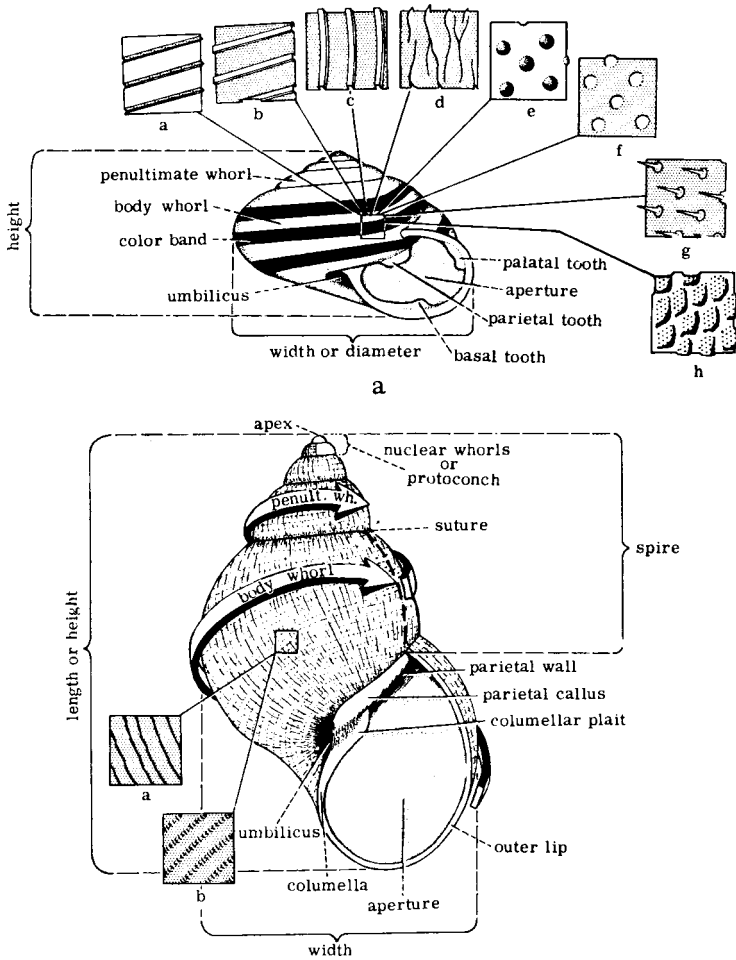 a
b
c
d
e
f
g
h
height
penultimate whorl
body whorl
color band
umbilicus
palatal tooth
aperture
parietal tooth
basal tooth
width or diameter
a
apex
nuclear whorls
or
protoconch
penult. wh.
suture
spire
body whorl
length or height
parietal wall
parietal callus
columellar plait
a
umbilicus
outer lip
b
columella
aperture
width